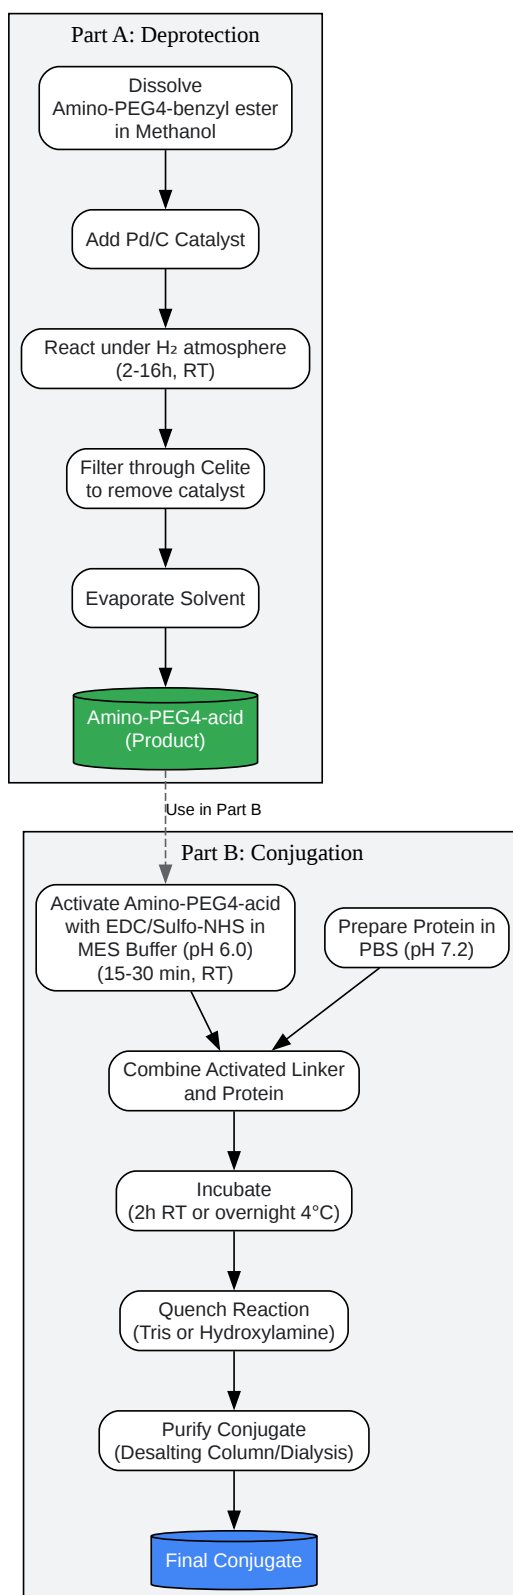 Part A: Deprotection
Dissolve
Amino-PEG4-benzyl ester
in Methanol
Add Pd/C Catalyst
React under H₂ atmosphere
(2-16h, RT)
Filter through Celite
to remove catalyst
Evaporate Solvent
Amino-PEG4-acid
(Product)
Use in Part B
Part B: Conjugation
Activate Amino-PEG4-acid
with EDC/Sulfo-NHS in
MES Buffer (pH 6.0)
(15-30 min, RT)
Prepare Protein in
PBS (pH 7.2)
Combine Activated Linker
and Protein
Incubate
(2h RT or overnight 4°C)
Quench Reaction
(Tris or Hydroxylamine)
Purify Conjugate
(Desalting Column/Dialysis)
Final Conjugate